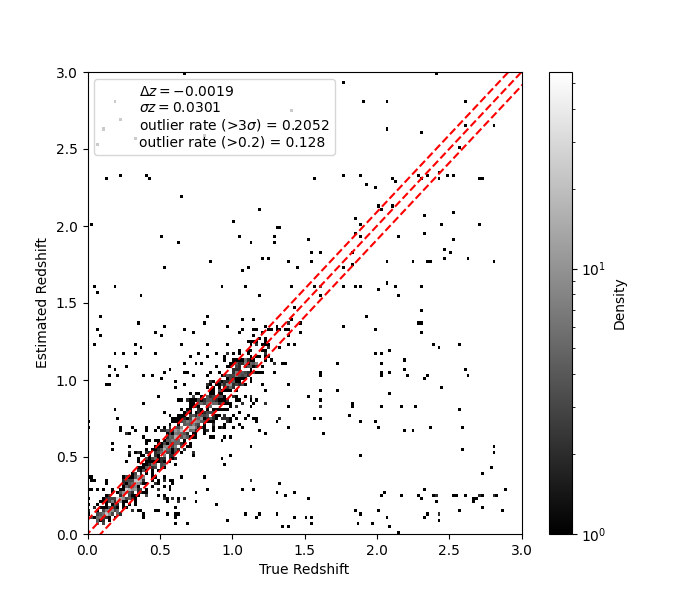 Δz = −0.0019
σz = 0.0301
outlier rate (>3σ) = 0.2052
outlier rate (>0.2) = 0.128
3.0
2.5
2.0
1.5
1.0
0.5
0.0
Estimated Redshift
0.0 0.5 1.0 1.5 2.0 2.5 3.0
True Redshift
10¹
10⁰
Density